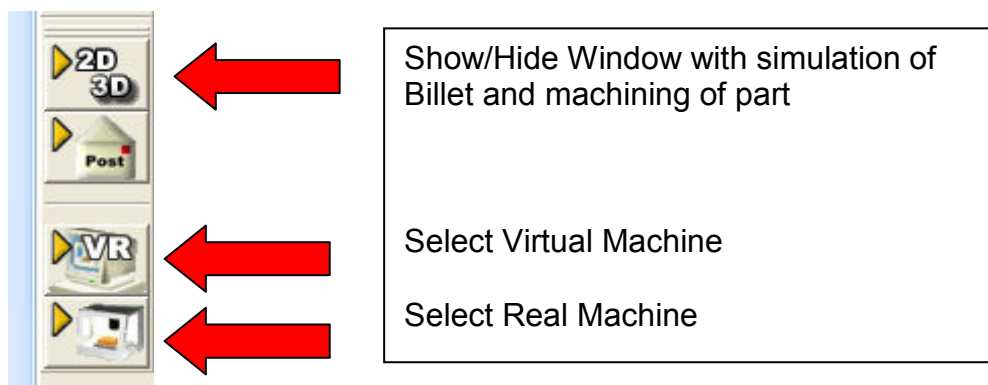 2D
3D
Post
VR
Show/Hide Window with simulation of
Billet and machining of part
Select Virtual Machine
Select Real Machine